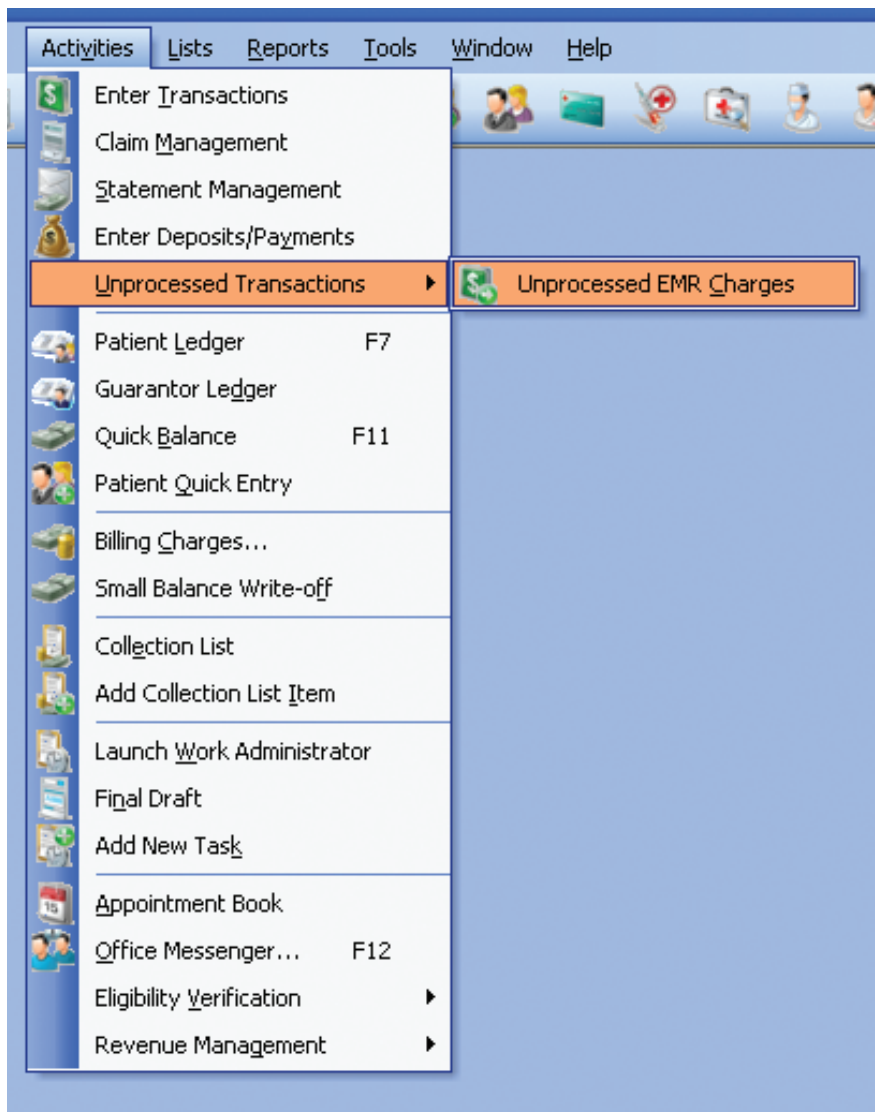 Activities Lists Reports Tools Window Help
Enter Transactions
Claim Management
Statement Management
Enter Deposits/Payments
Unprocessed Transactions Unprocessed EMR Charges
Patient Ledger F7
Guarantor Ledger
Quick Balance F11
Patient Quick Entry
Billing Charges...
Small Balance Write-off
Collection List
Add Collection List Item
Launch Work Administrator
Final Draft
Add New Task
15
Appointment Book
Office Messenger... F12
Eligibility Verification
Revenue Management